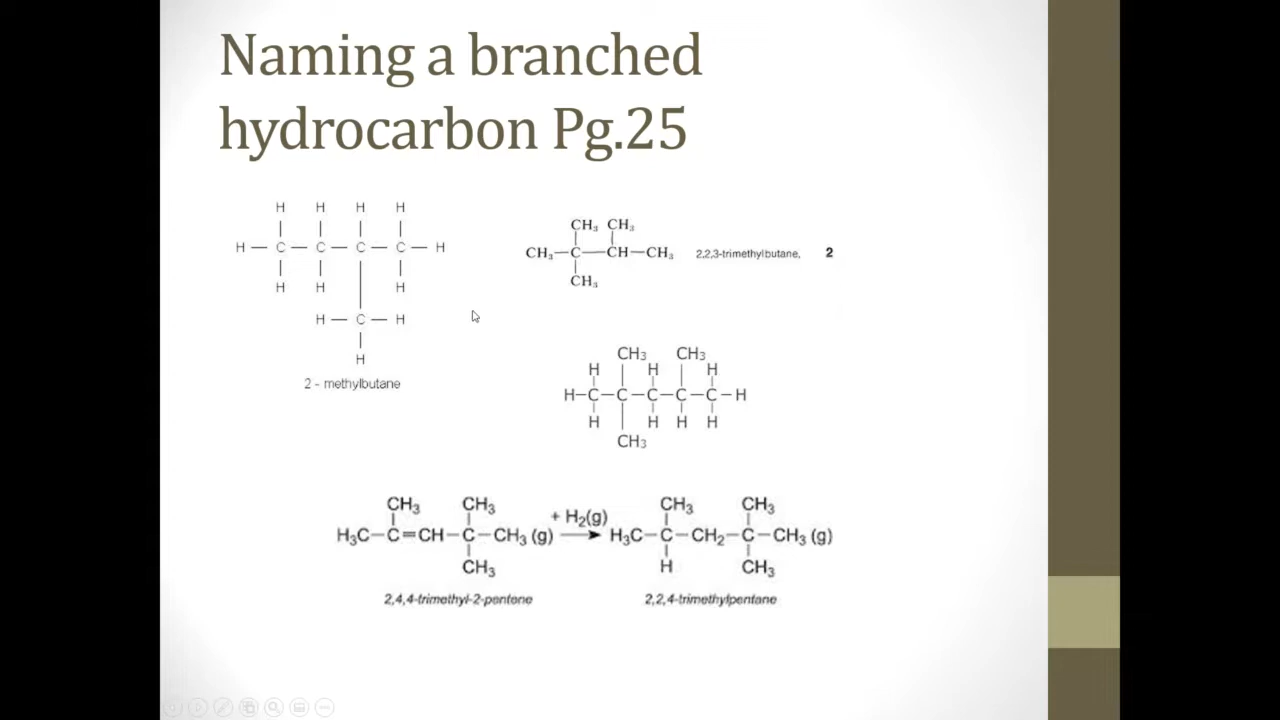 Naming a branched
hydrocarbon Pg.25
H H H H
H — C — C — C — C — H
H H H
H — C — H
H
2 - methylbutane
CH₃ CH₃
CH₃—C—CH—CH₃
CH₃
2,2,3-trimethylbutane, 2
CH₃ CH₃
H H H
H—C—C—C—C—C—H
H H H H
CH₃
CH₃ CH₃
H₃C—C=CH—C—CH₃ (g)
CH₃
2,4,4-trimethyl-2-pentene
+ H₂(g)
CH₃ CH₃
H₃C—C—CH₂—C—CH₃ (g)
H CH₃
2,2,4-trimethylpentane